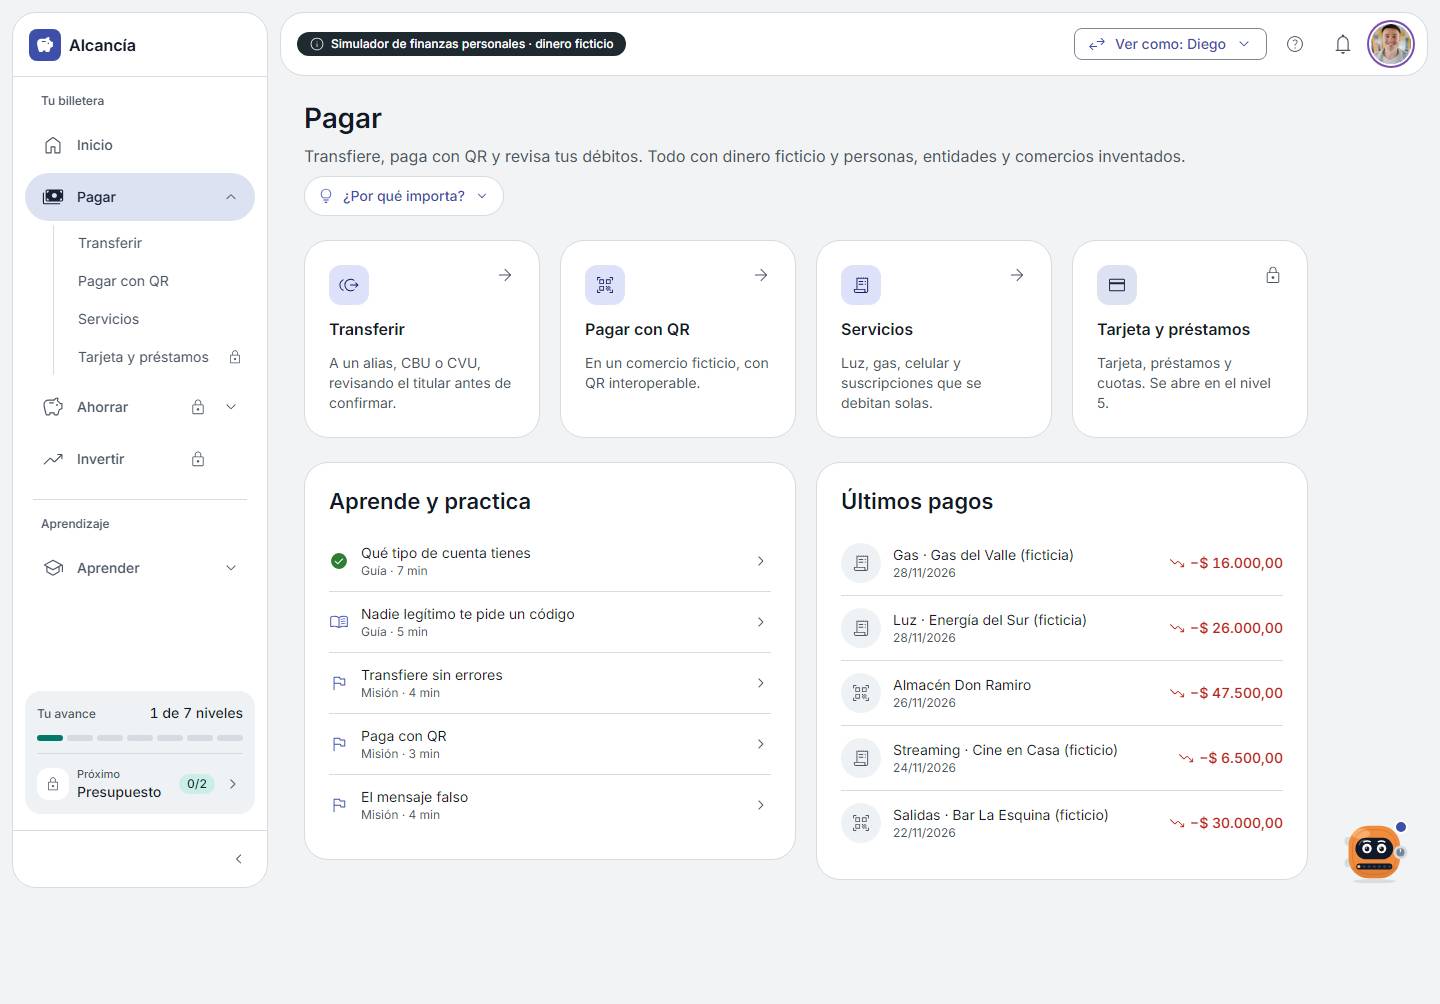 Alcancía
Tu billetera
Inicio
Pagar
Transferir
Pagar con QR
Servicios
Tarjeta y préstamos
Ahorrar
Invertir
Aprendizaje
Aprender
Tu avance
1 de 7 niveles
Próximo
Presupuesto
0/2
Simulador de finanzas personales · dinero ficticio
Ver como: Diego
Pagar
Transfiere, paga con QR y revisa tus débitos. Todo con dinero ficticio y personas, entidades y comercios inventados.
¿Por qué importa?
Transferir
A un alias, CBU o CVU,
revisando el titular antes de
confirmar.
Pagar con QR
En un comercio ficticio, con
QR interoperable.
Servicios
Luz, gas, celular y
suscripciones que se
debitan solas.
Tarjeta y préstamos
Tarjeta, préstamos y
cuotas. Se abre en el nivel
5.
Aprende y practica
Qué tipo de cuenta tienes
Guía · 7 min
Nadie legítimo te pide un código
Guía · 5 min
Transfiere sin errores
Misión · 4 min
Paga con QR
Misión · 3 min
El mensaje falso
Misión · 4 min
Últimos pagos
Gas · Gas del Valle (ficticia)
28/11/2026
−$ 16.000,00
Luz · Energía del Sur (ficticia)
28/11/2026
−$ 26.000,00
Almacén Don Ramiro
26/11/2026
−$ 47.500,00
Streaming · Cine en Casa (ficticio)
24/11/2026
−$ 6.500,00
Salidas · Bar La Esquina (ficticio)
22/11/2026
−$ 30.000,00